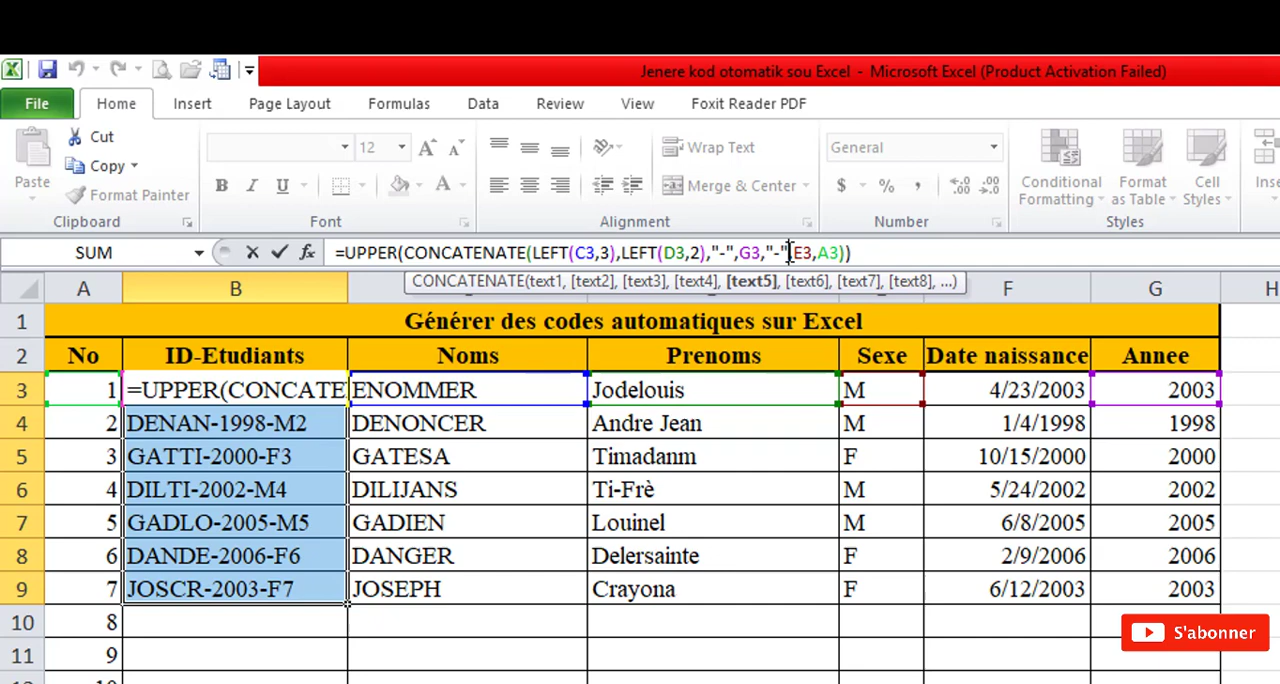 Jenere kod otomatik sou Excel - Microsoft Excel (Product Activation Failed)
File Home Insert Page Layout Formulas Data Review View Foxit Reader PDF
Paste Cut Copy Format Painter
12 A A
B I U A
Wrap Text
Merge & Center
General
$ % ,
Conditional Formatting Format as Table Cell Styles
Clipboard Font Alignment Number Styles
SUM fx =UPPER(CONCATENATE(LEFT(C3,3),LEFT(D3,2),"-",G3,"-",E3,A3))
CONCATENATE(text1, [text2], [text3], [text4], [text5], [text6], [text7], [text8], ...)
A B F G H
1 Générer des codes automatiques sur Excel
2 No ID-Etudiants Noms Prenoms Sexe Date naissance Annee
3 1 =UPPER(CONCATE ENOMMER Jodelouis M 4/23/2003 2003
4 2 DENAN-1998-M2 DENONCER Andre Jean M 1/4/1998 1998
5 3 GATTI-2000-F3 GATESA Timadanm F 10/15/2000 2000
6 4 DILTI-2002-M4 DILIJANS Ti-Frè M 5/24/2002 2002
7 5 GADLO-2005-M5 GADIEN Louinel M 6/8/2005 2005
8 6 DANDE-2006-F6 DANGER Delersainte F 2/9/2006 2006
9 7 JOSCR-2003-F7 JOSEPH Crayona F 6/12/2003 2003
10 8
11 9
S'abonner